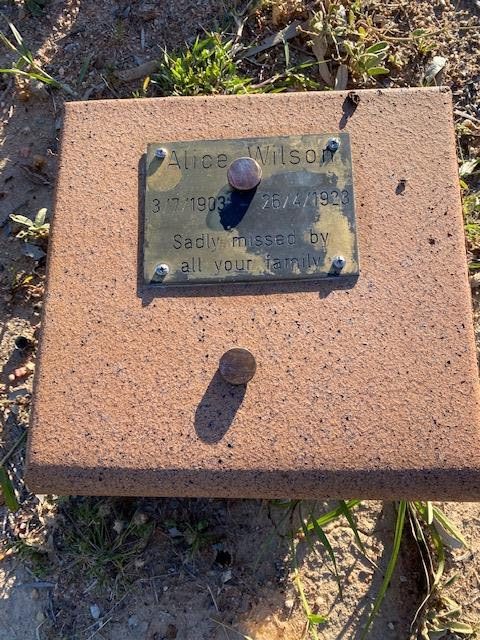 Alice Wilson
3/7/1903 26/4/1923
Sadly missed by
all your family